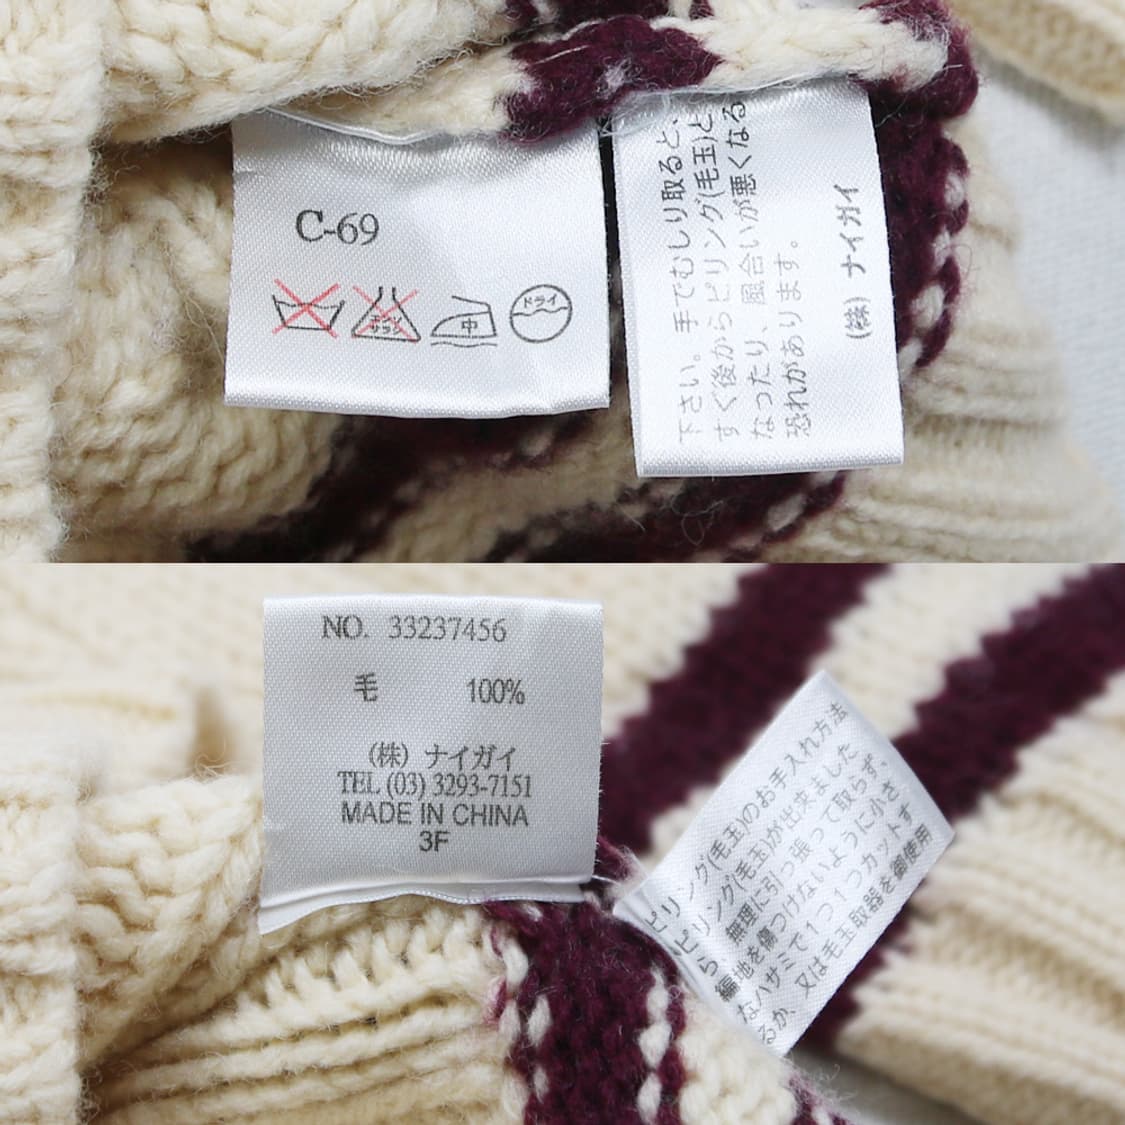 C-69
エンソ
サラシ
中
ドライ
下さい。手でむしり取ると、
すぐ後からピリング(毛玉)と
なったり、風合いが悪くなる
恐れがあります。
(株) ナイガイ
NO. 33237456
毛 100%
(株) ナイガイ
TEL (03) 3293-7151
MADE IN CHINA
3F
ピリング(毛玉)のお手入れ方法
ピリング(毛玉)が出来ました
ら無理に引っ張って取らず、
編地を傷つけないように小さ
なハサミで1つ1つカットす
るか、又は毛玉取器を御使用